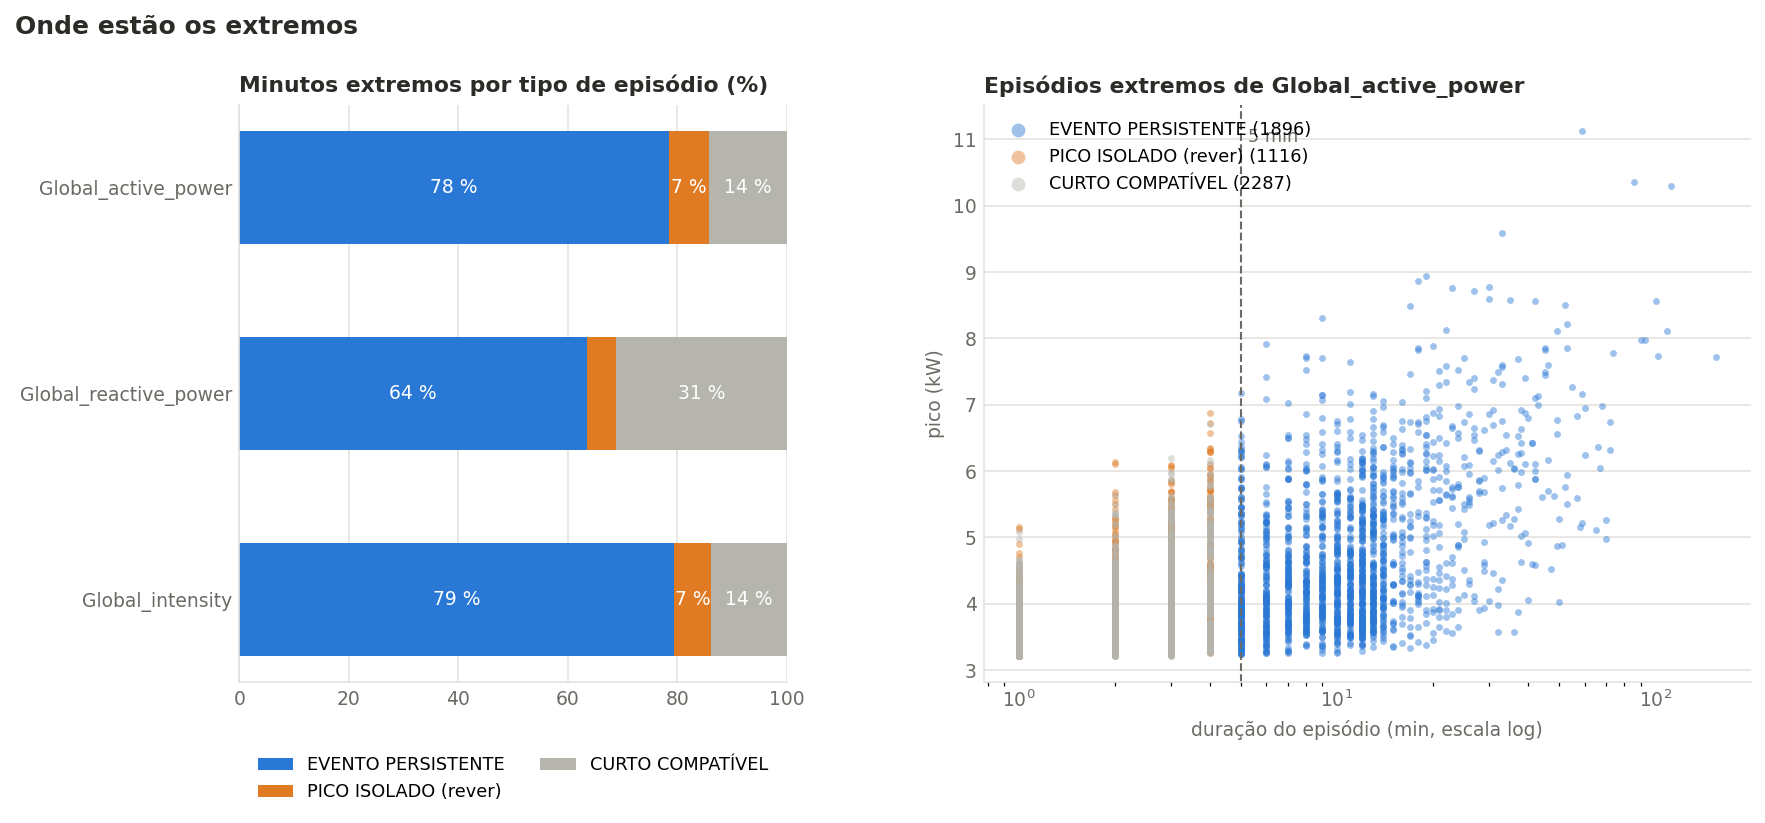 Onde estão os extremos
Minutos extremos por tipo de episódio (%)
Global_active_power
78 %
7 %
14 %
Global_reactive_power
64 %
31 %
Global_intensity
79 %
7 %
14 %
0
20
40
60
80
100
EVENTO PERSISTENTE
CURTO COMPATÍVEL
PICO ISOLADO (rever)
Episódios extremos de Global_active_power
EVENTO PERSISTENTE (1896)
5 min
PICO ISOLADO (rever) (1116)
CURTO COMPATÍVEL (2287)
pico (kW)
11
10
9
8
7
6
5
4
3
10⁰
10¹
10²
duração do episódio (min, escala log)